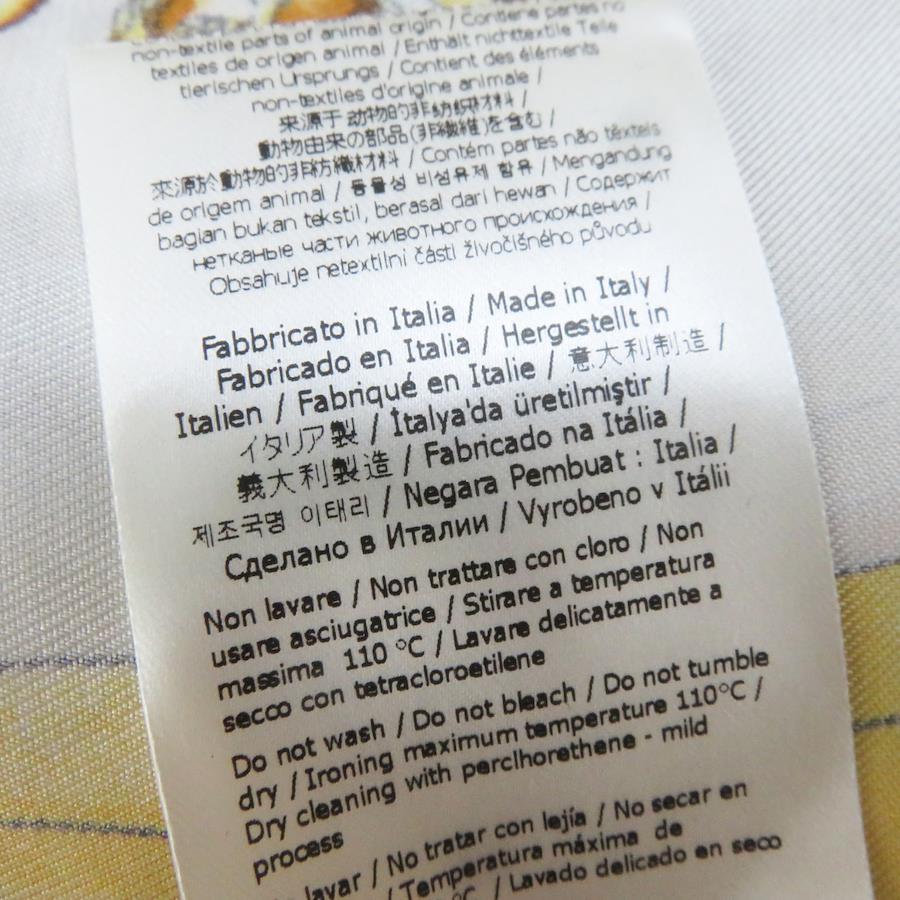 non-textile parts of animal origin / Contiene partes no
textiles de origen animal / Enthält nichttextile Teile
tierischen Ursprungs / Contient des éléments
non-textiles d'origine animale /
来源于动物的非纺织材料 /
動物由来の部品(非繊維)を含む /
來源於動物的非紡織材料 / Contém partes não têxteis
de origem animal / 동물성 비섬유제 함유 / Mengandung
bagian bukan tekstil, berasal dari hewan / Содержит
нетканые части животного происхождения /
Obsahuje netextilní části živočišného původu
Fabbricato in Italia / Made in Italy /
Fabricado en Italia / Hergestellt in
Italien / Fabriqué en Italie / 意大利制造 /
イタリア製 / İtalya'da üretilmiştir /
義大利製造 / Fabricado na Itália /
제조국명 이태리 / Negara Pembuat : Italia /
Сделано в Италии / Vyrobeno v Itálii
Non lavare / Non trattare con cloro / Non
usare asciugatrice / Stirare a temperatura
massima 110 °C / Lavare delicatamente a
secco con tetracloroetilene
Do not wash / Do not bleach / Do not tumble
dry / Ironing maximum temperature 110°C /
Dry cleaning with perclhorethene - mild
process
lavar / No tratar con lejía / No secar en
/ Temperatura máxima de
°C / Lavado delicado en seco